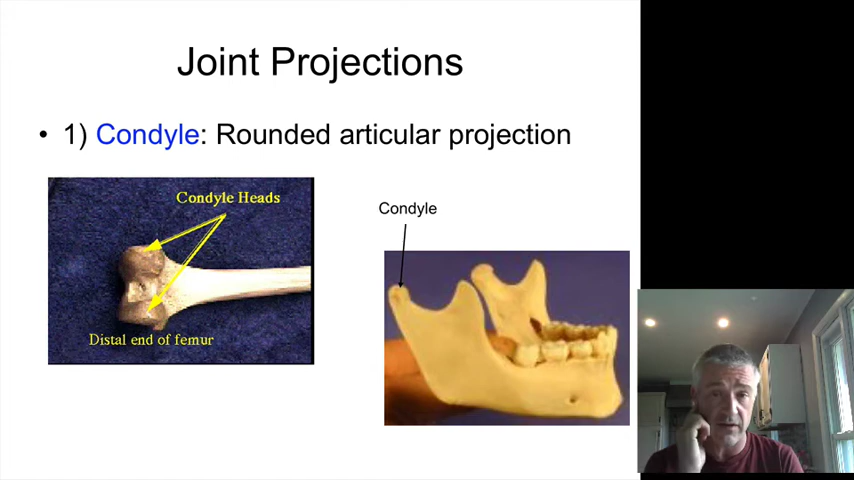 Joint Projections
• 1) Condyle: Rounded articular projection
Condyle Heads
Condyle
Distal end of femur